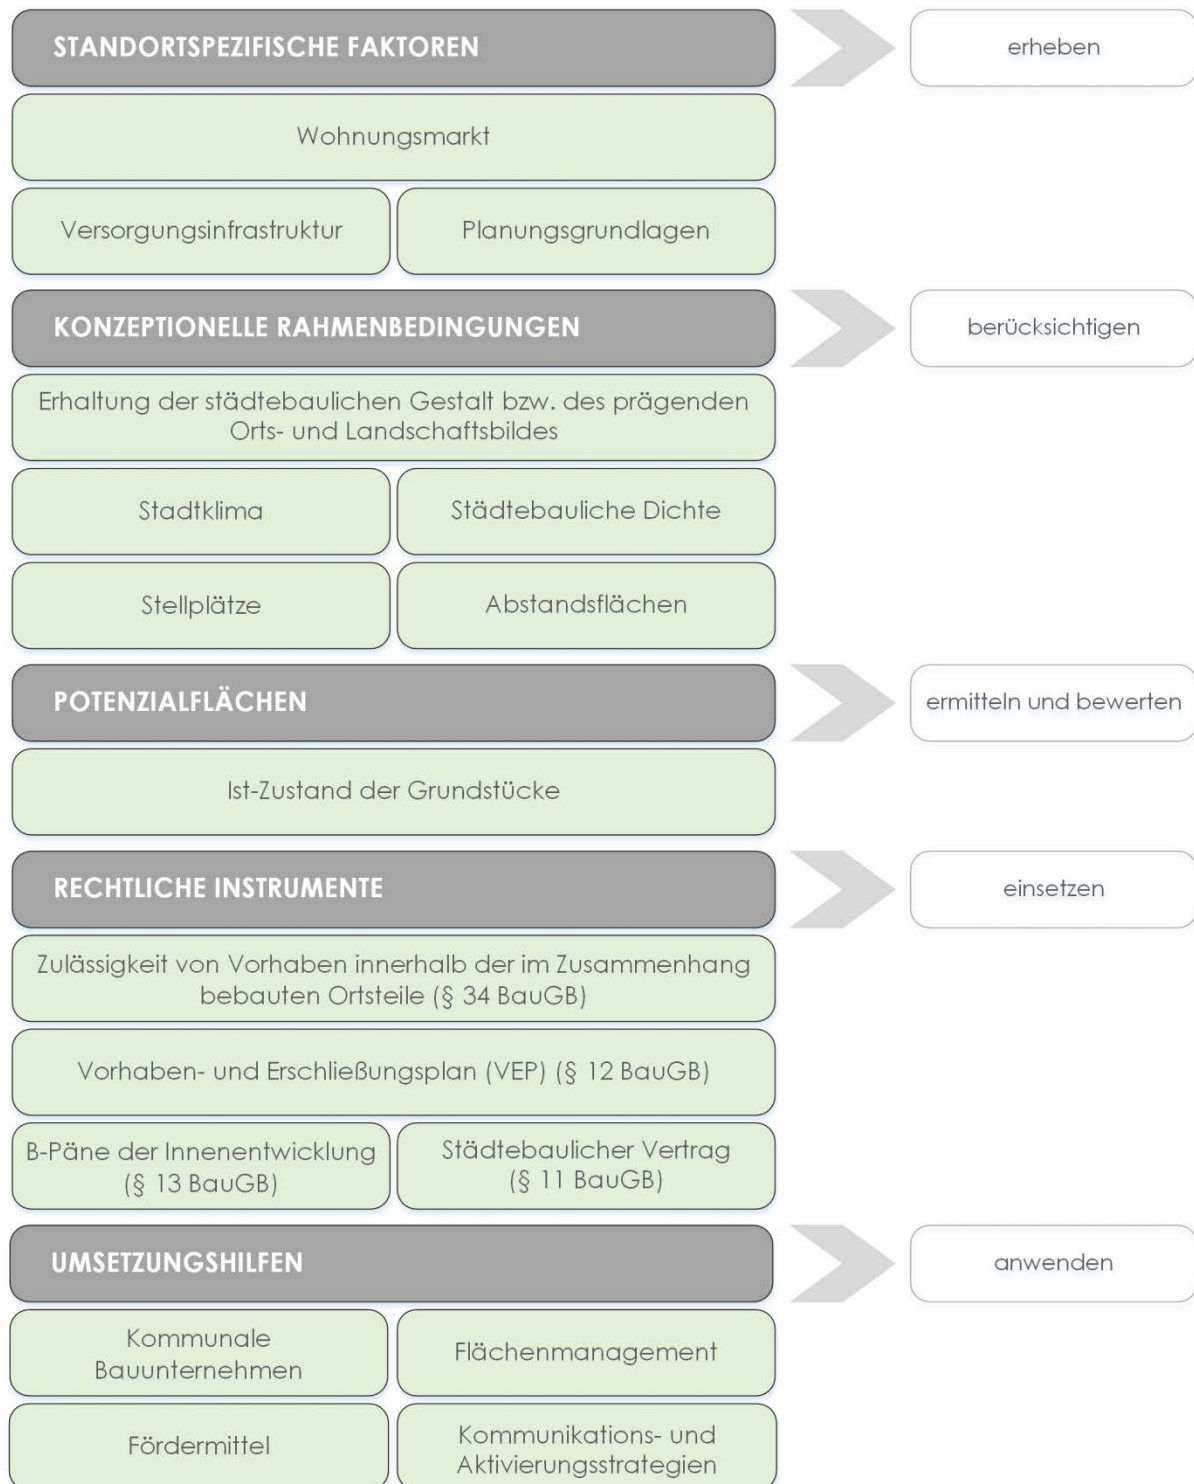 STANDORTSPEZIFISCHE FAKTOREN
erheben
Wohnungsmarkt
Versorgungsinfrastruktur
Planungsgrundlagen
KONZEPTIONELLE RAHMENBEDINGUNGEN
berücksichtigen
Erhaltung der städtebaulichen Gestalt bzw. des prägenden
Orts- und Landschaftsbildes
Stadtklima
Städtebauliche Dichte
Stellplätze
Abstandsflächen
POTENZIALFLÄCHEN
ermitteln und bewerten
Ist-Zustand der Grundstücke
RECHTLICHE INSTRUMENTE
einsetzen
Zulässigkeit von Vorhaben innerhalb der im Zusammenhang
bebauten Ortsteile (§ 34 BauGB)
Vorhaben- und Erschließungsplan (VEP) (§ 12 BauGB)
B-Päne der Innenentwicklung
(§ 13 BauGB)
Städtebaulicher Vertrag
(§ 11 BauGB)
UMSETZUNGSHILFEN
anwenden
Kommunale
Bauunternehmen
Flächenmanagement
Fördermittel
Kommunikations- und
Aktivierungsstrategien